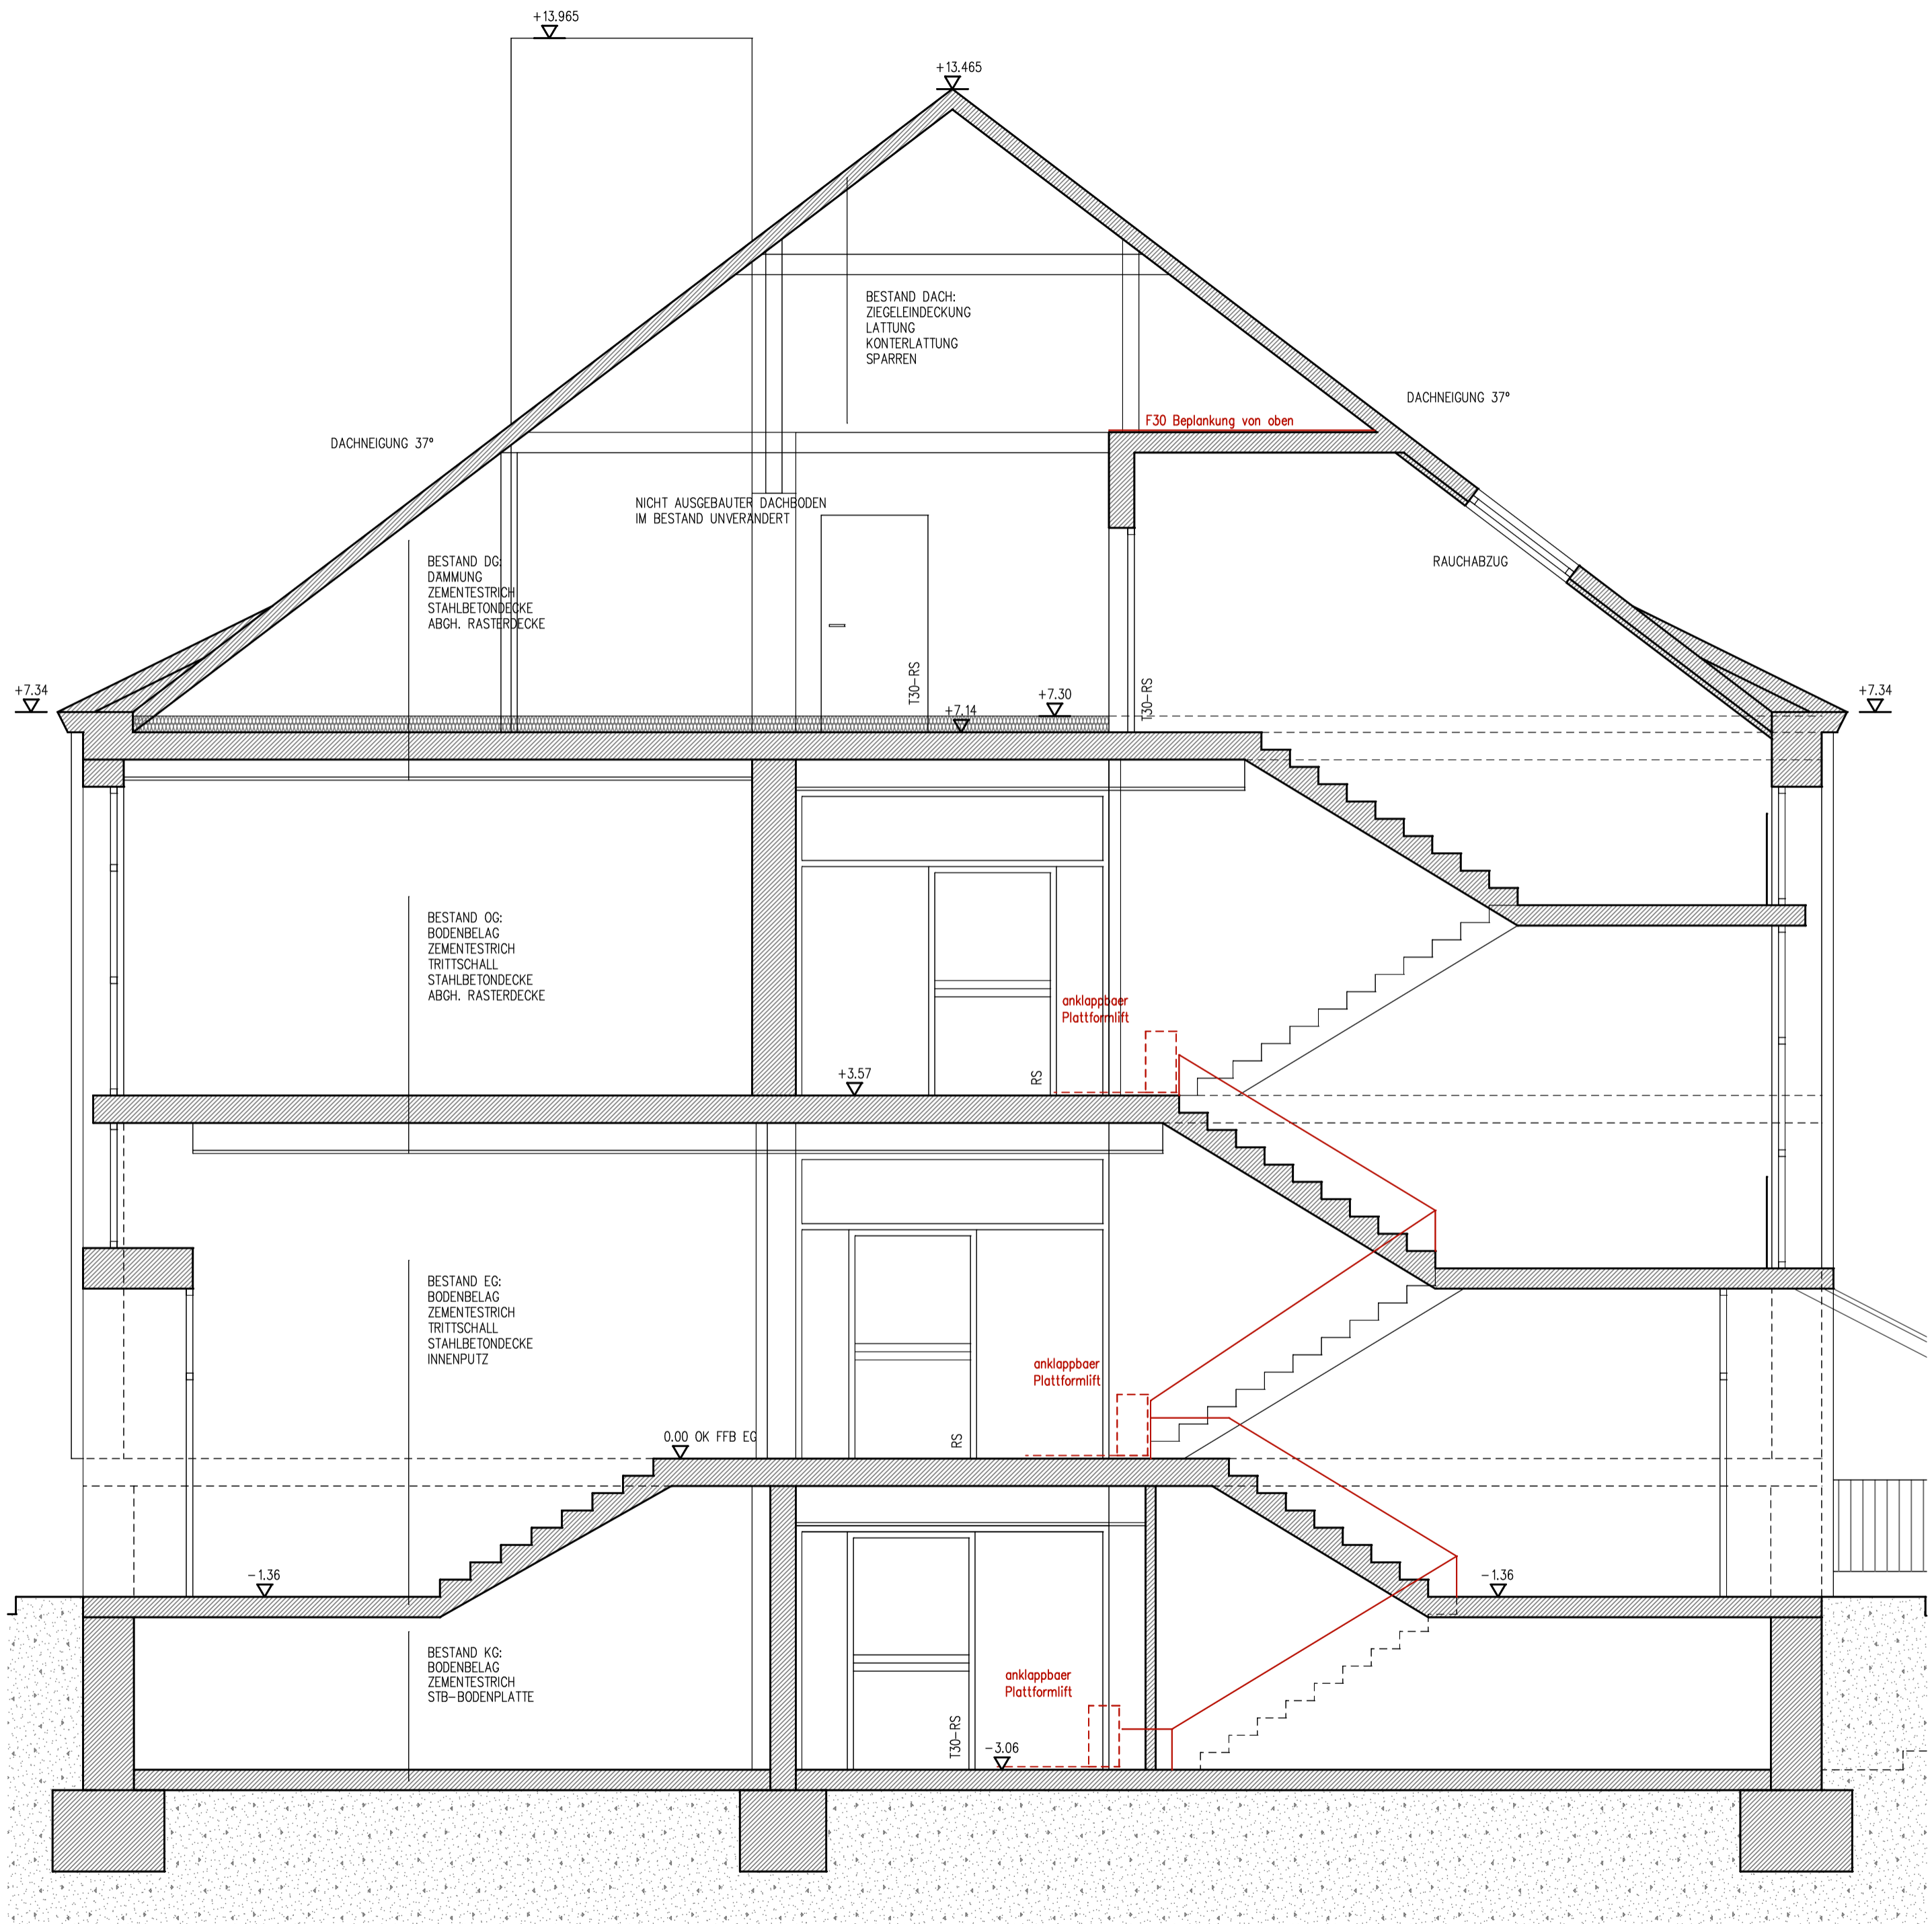 +13.965
+13.465
BESTAND DACH:
ZIEGELEINDECKUNG
LATTUNG
KONTERLATTUNG
SPARREN
DACHNEIGUNG 37°
F30 Beplankung von oben
DACHNEIGUNG 37°
NICHT AUSGEBAUTER DACHBODEN
IM BESTAND UNVERÄNDERT
BESTAND DG:
DÄMMUNG
ZEMENTESTRICH
STAHLBETONDECKE
ABGH. RASTERDECKE
RAUCHABZUG
T30-RS
T30-RS
+7.34
+7.30
+7.14
+7.34
BESTAND OG:
BODENBELAG
ZEMENTESTRICH
TRITTSCHALL
STAHLBETONDECKE
ABGH. RASTERDECKE
anklappbaer
Plattformlift
RS
+3.57
BESTAND EG:
BODENBELAG
ZEMENTESTRICH
TRITTSCHALL
STAHLBETONDECKE
INNENPUTZ
anklappbaer
Plattformlift
RS
0.00 OK FFB EG
-1.36
-1.36
BESTAND KG:
BODENBELAG
ZEMENTESTRICH
STB-BODENPLATTE
anklappbaer
Plattformlift
T30-RS
-3.06